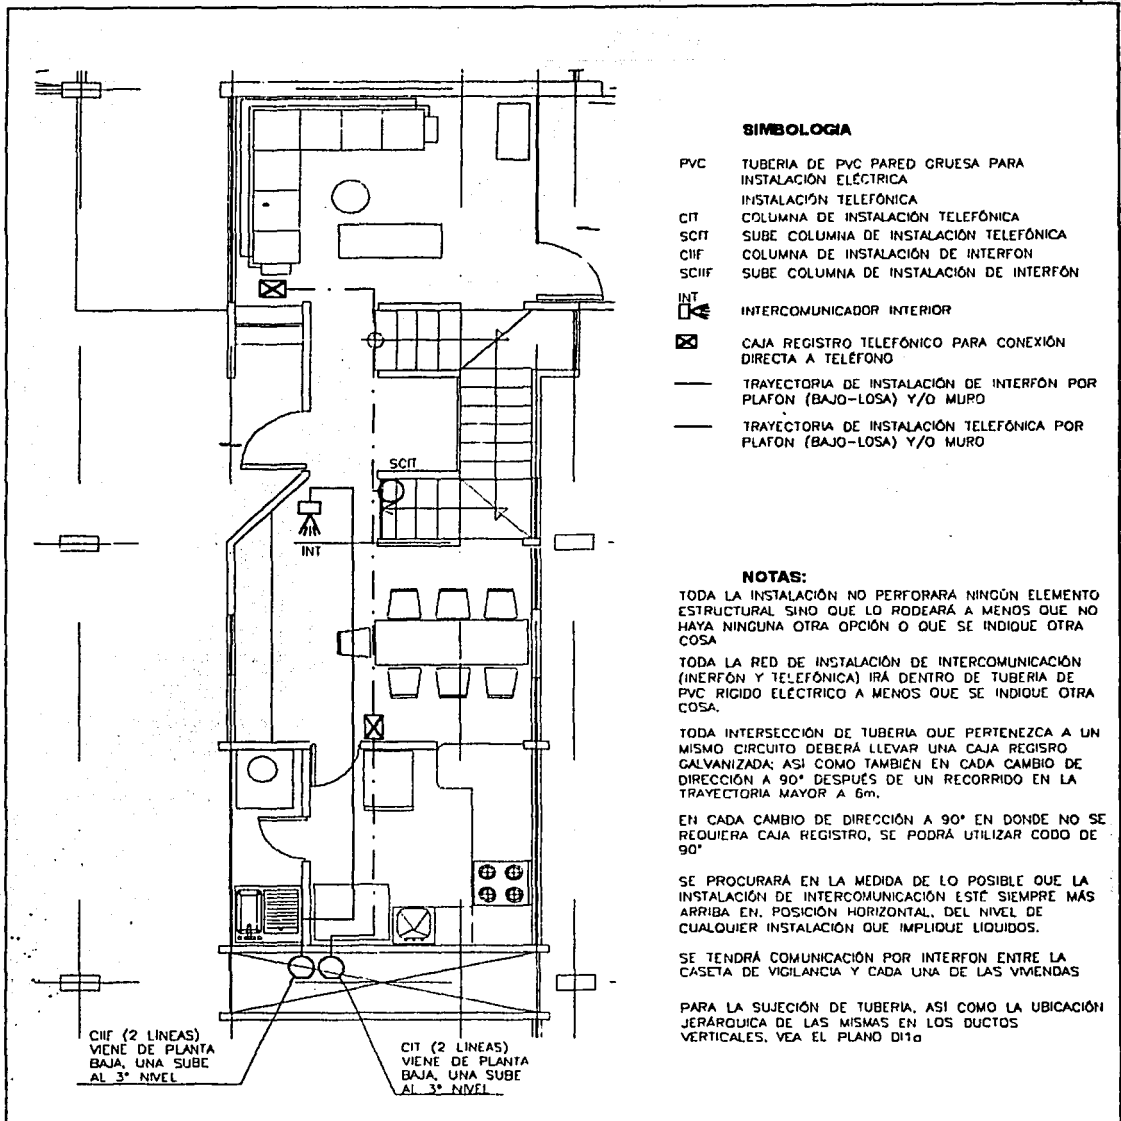 SIMBOLOGIA
PVC TUBERIA DE PVC PARED GRUESA PARA
INSTALACIÓN ELÉCTRICA
INSTALACIÓN TELEFÓNICA
CIT COLUMNA DE INSTALACIÓN TELEFÓNICA
SCIT SUBE COLUMNA DE INSTALACIÓN TELEFÓNICA
CIIF COLUMNA DE INSTALACIÓN DE INTERFON
SCIIF SUBE COLUMNA DE INSTALACIÓN DE INTERFÓN
INT
INTERCOMUNICADOR INTERIOR
CAJA REGISTRO TELEFÓNICO PARA CONEXIÓN
DIRECTA A TELÉFONO
TRAYECTORIA DE INSTALACIÓN DE INTERFÓN POR
PLAFON (BAJO-LOSA) Y/O MURO
TRAYECTORIA DE INSTALACIÓN TELEFÓNICA POR
PLAFON (BAJO-LOSA) Y/O MURO
SCIT
INT
NOTAS:
TODA LA INSTALACIÓN NO PERFORARA NINGÚN ELEMENTO
ESTRUCTURAL SINO QUE LO RODEARÁ A MENOS QUE NO
HAYA NINGUNA OTRA OPCIÓN O QUE SE INDIQUE OTRA
COSA
TODA LA RED DE INSTALACIÓN DE INTERCOMUNICACIÓN
(INERFÓN Y TELEFÓNICA) IRÁ DENTRO DE TUBERIA DE
PVC RIGIDO ELÉCTRICO A MENOS QUE SE INDIQUE OTRA
COSA.
TODA INTERSECCIÓN DE TUBERIA QUE PERTENEZCA A UN
MISMO CIRCUITO DEBERÁ LLEVAR UNA CAJA REGISRO
GALVANIZADA; ASI COMO TAMBIÉN EN CADA CAMBIO DE
DIRECCIÓN A 90° DESPUÉS DE UN RECORRIDO EN LA
TRAYECTORIA MAYOR A 6m.
EN CADA CAMBIO DE DIRECCIÓN A 90° EN DONDE NO SE
REQUIERA CAJA REGISTRO, SE PODRÁ UTILIZAR CODO DE
90°
SE PROCURARÁ EN LA MEDIDA DE LO POSIBLE QUE LA
INSTALACIÓN DE INTERCOMUNICACIÓN ESTÉ SIEMPRE MÁS
ARRIBA EN. POSICIÓN HORIZONTAL, DEL NIVEL DE
CUALQUIER INSTALACIÓN QUE IMPLIQUE LIQUIDOS.
SE TENDRÁ COMUNICACIÓN POR INTERFON ENTRE LA
CASETA DE VIGILANCIA Y CADA UNA DE LAS VIVIENDAS
PARA LA SUJECIÓN DE TUBERIA, ASÍ COMO LA UBICACIÓN
JERÁRQUICA DE LAS MISMAS EN LOS DUCTOS
VERTICALES, VEA EL PLANO DI1a
CIIF (2 LINEAS)
VIENE DE PLANTA
BAJA, UNA SUBE
AL 3° NIVEL
CIT (2 LINEAS)
VIENE DE PLANTA
BAJA, UNA SUBE
AL 3° NIVEL